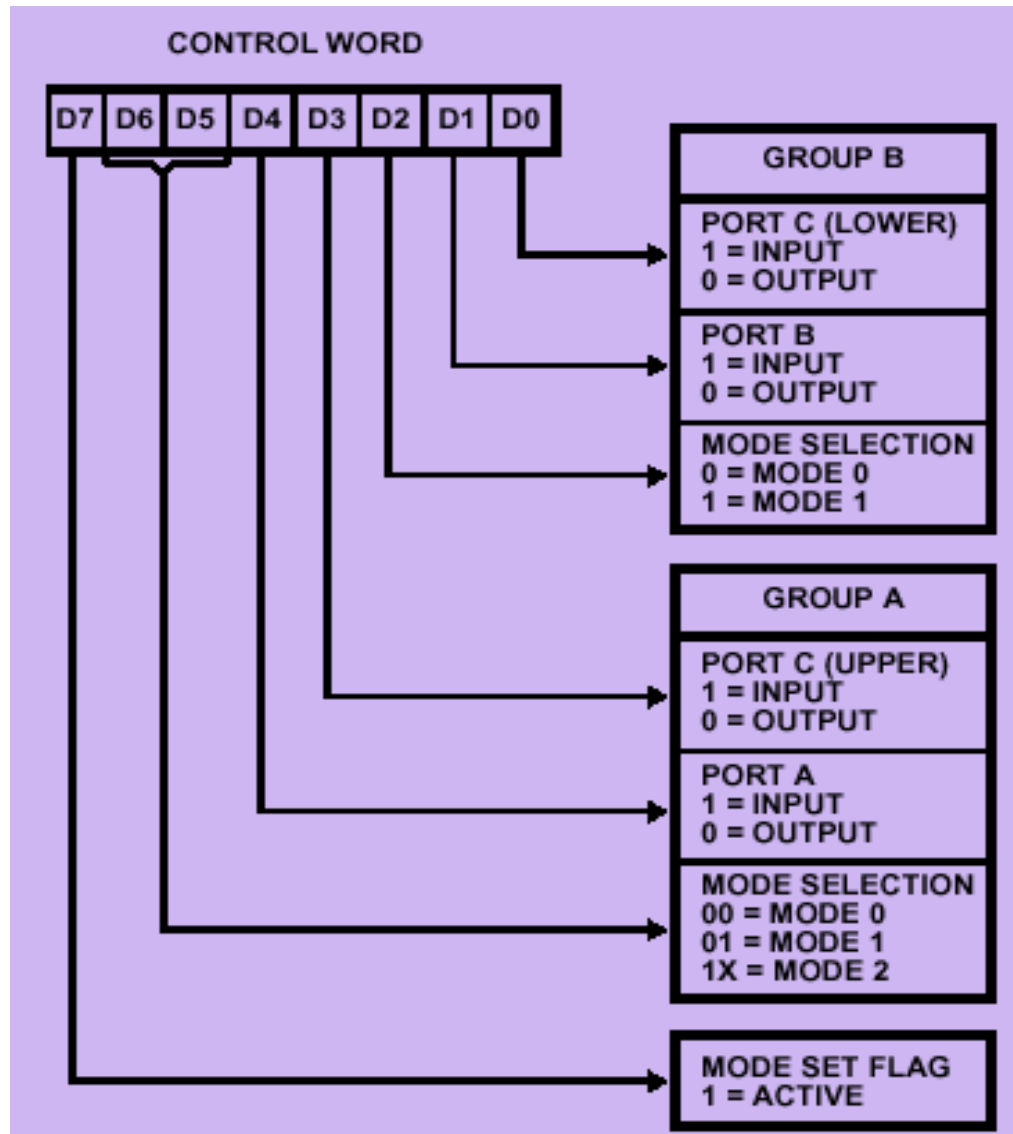 CONTROL WORD
D7 D6 D5 D4 D3 D2 D1 D0
GROUP B
PORT C (LOWER)
1 = INPUT
0 = OUTPUT
PORT B
1 = INPUT
0 = OUTPUT
MODE SELECTION
0 = MODE 0
1 = MODE 1
GROUP A
PORT C (UPPER)
1 = INPUT
0 = OUTPUT
PORT A
1 = INPUT
0 = OUTPUT
MODE SELECTION
00 = MODE 0
01 = MODE 1
1X = MODE 2
MODE SET FLAG
1 = ACTIVE